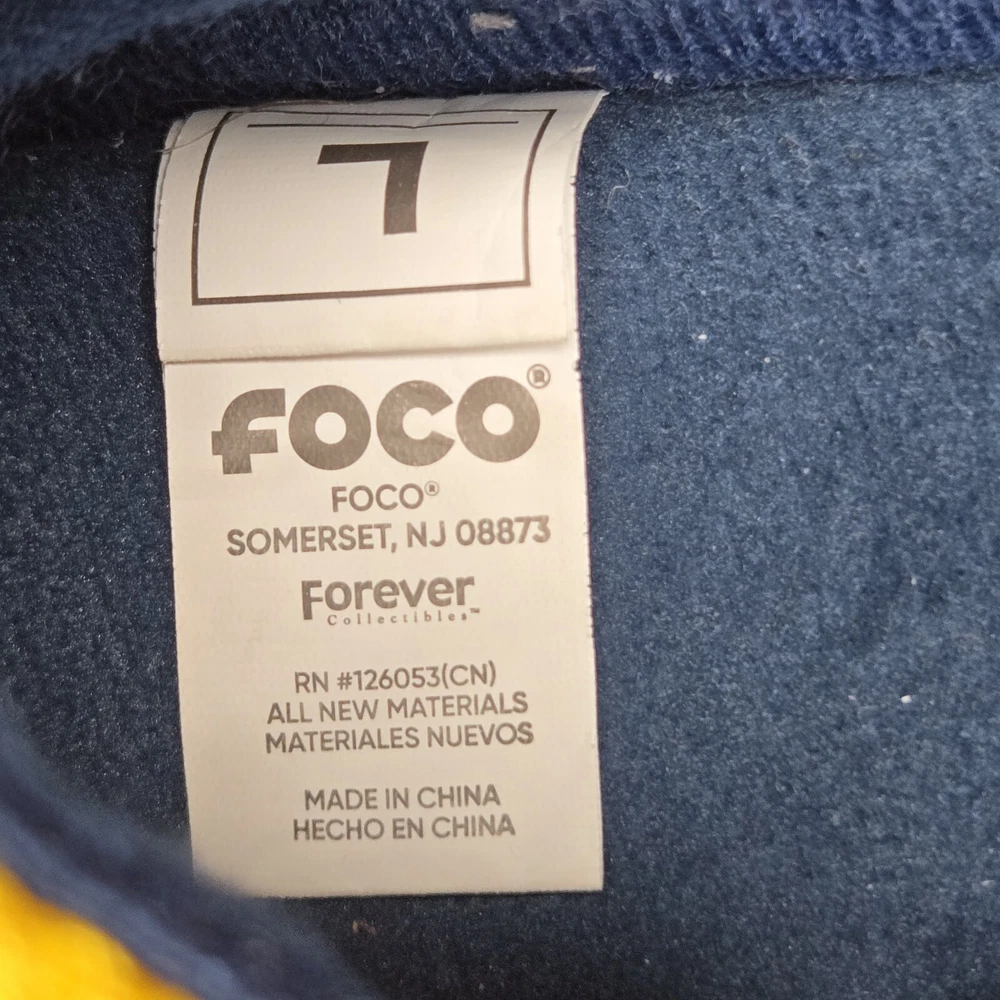 L
FOCO®
FOCO®
SOMERSET, NJ 08873
Forever
Collectibles™
RN #126053(CN)
ALL NEW MATERIALS
MATERIALES NUEVOS
MADE IN CHINA
HECHO EN CHINA